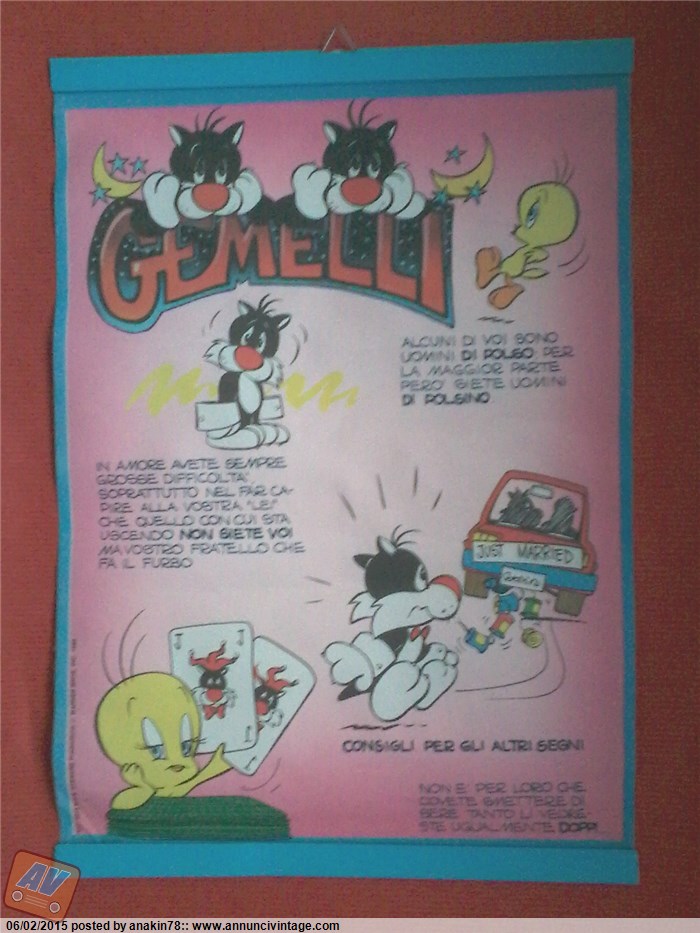 GEMELLI
ALCUNI DI VOI SONO
UOMINI DI POLSO; PER
LA MAGGIOR PARTE
PERO' SIETE UOMINI
DI POLSINO.
IN AMORE AVETE SEMPRE
GROSSE DIFFICOLTA',
SOPRATTUTTO NEL FAR CA-
PIRE ALLA VOSTRA "LEI"
CHE QUELLO CON CUI STA
USCENDO NON SIETE VOI
MA VOSTRO FRATELLO CHE
FA IL FURBO
JUST MARRIED
J
J
J
CONSIGLI PER GLI ALTRI SEGNI
NON E' PER LORO CHE
DOVETE SMETTERE DI
BERE TANTO LI VEDRE-
STE UGUALMENTE DOPPI
AV
06/02/2015 posted by anakin78:: www.annuncivintage.com